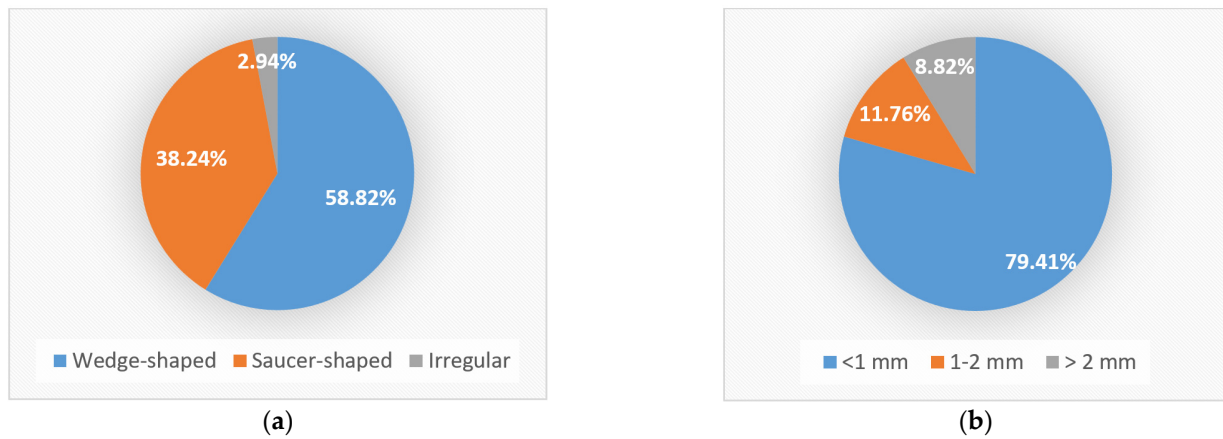 2.94%
38.24%
58.82%
Wedge-shaped Saucer-shaped Irregular
(a)
8.82%
11.76%
79.41%
<1 mm 1-2 mm > 2 mm
(b)